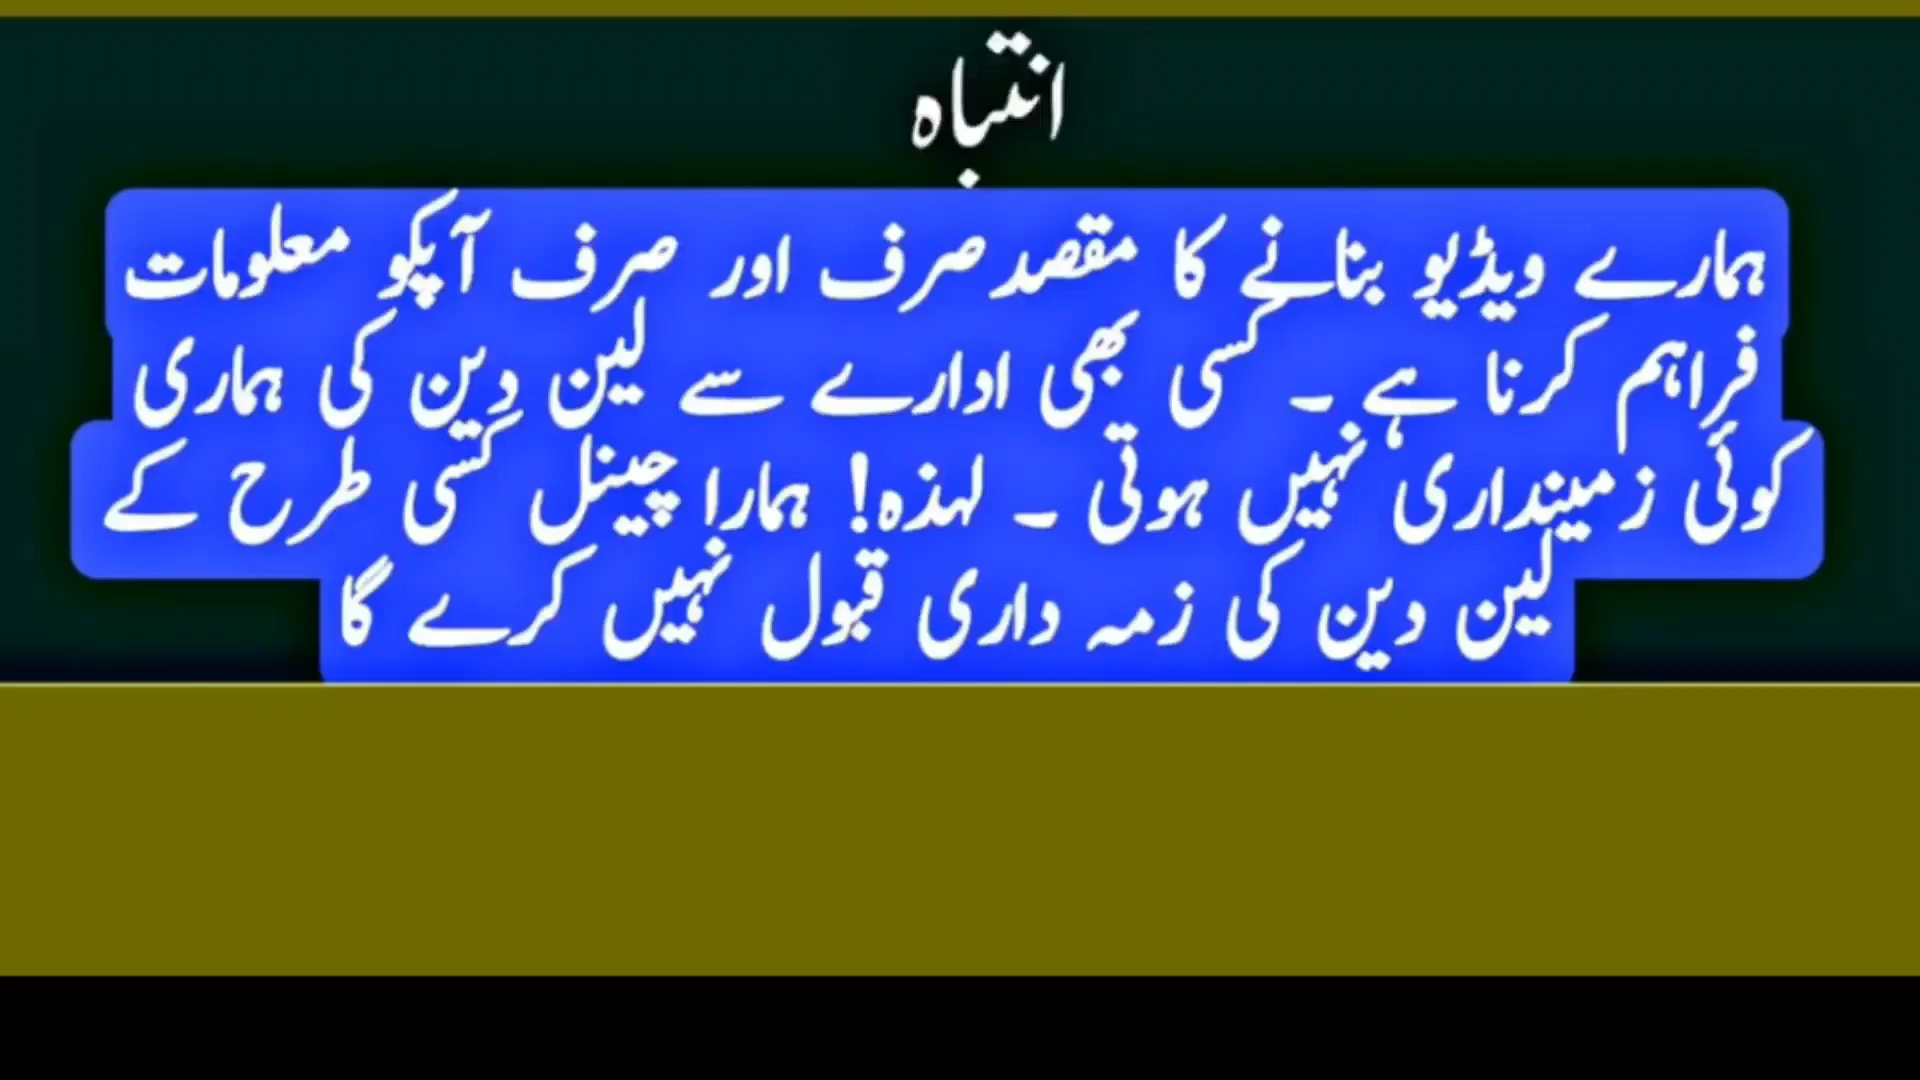 انتباہ
ہمارے ویڈیو بنانے کا مقصد صرف اور صرف آپکو معلومات
فراہم کرنا ہے ۔ کسی بھی ادارے سے لین دین کی ہماری
کوئی زمینداری نہیں ہوتی ۔ لہذہ! ہمارا چینل کسی طرح کے
لین دین کی زمہ داری قبول نہیں کرے گا